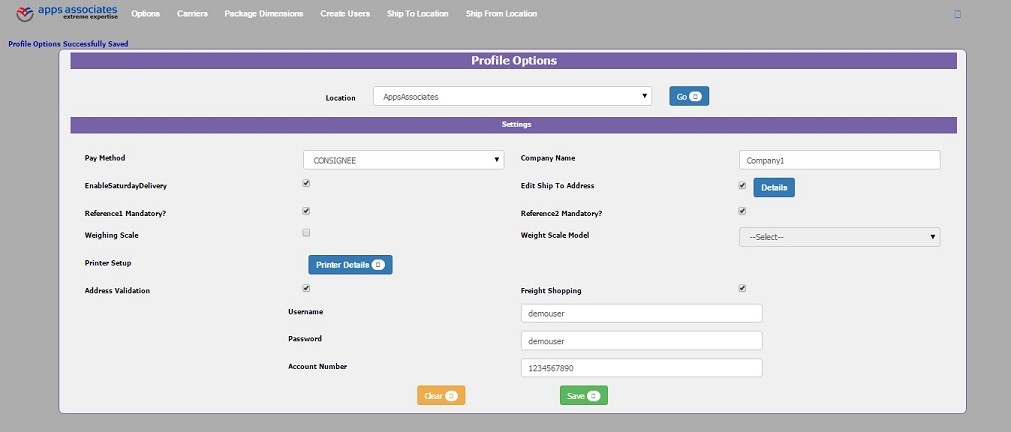 apps associates
extreme expertise
Options Carriers Package Dimensions Create Users Ship To Location Ship From Location
Profile Options Successfully Saved
Profile Options
Location AppsAssociates Go
Settings
Pay Method CONSIGNEE Company Name Company1
EnableSaturdayDelivery Edit Ship To Address Details
Reference1 Mandatory? Reference2 Mandatory?
Weighing Scale Weight Scale Model --Select--
Printer Setup Printer Details
Address Validation Freight Shopping
Username demouser
Password demouser
Account Number 1234567890
Clear Save